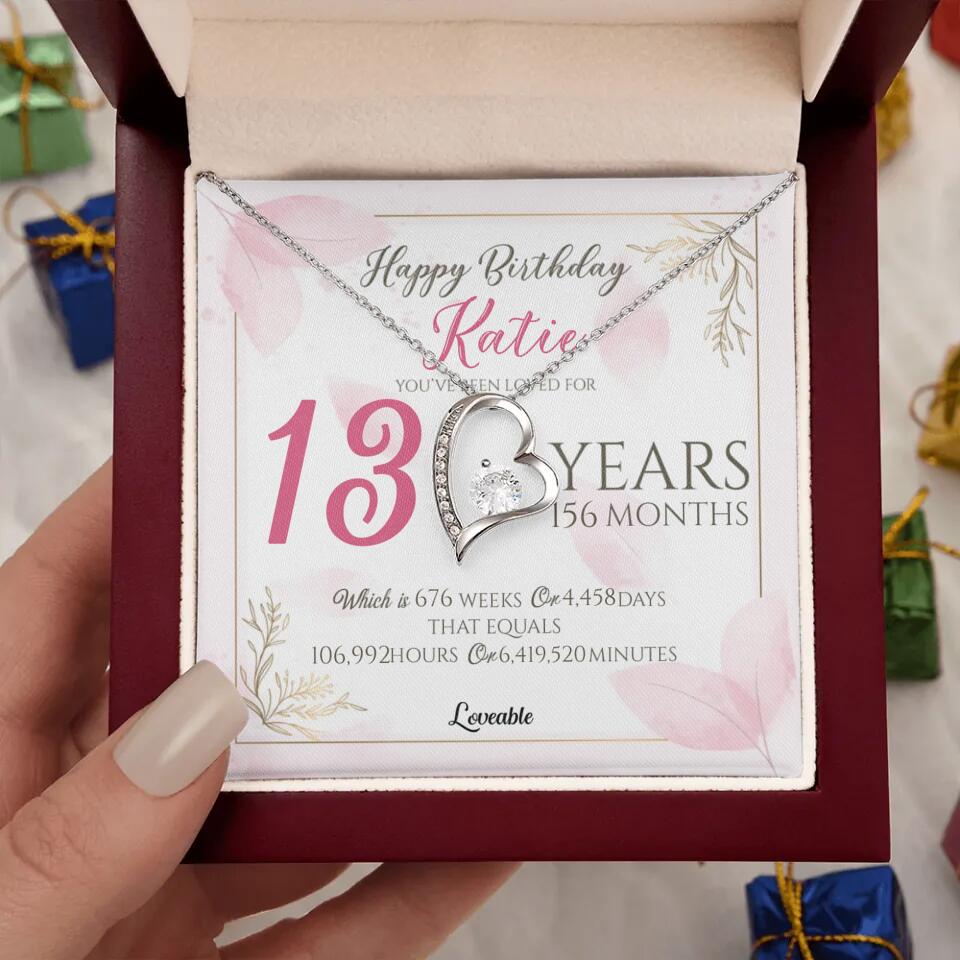 Happy Birthday
Katie
YOU'VE BEEN LOVED FOR
13 YEARS
156 MONTHS
Which is 676 WEEKS Or 4,458 DAYS
THAT EQUALS
106,992 HOURS Or 6,419,520 MINUTES
Loveable